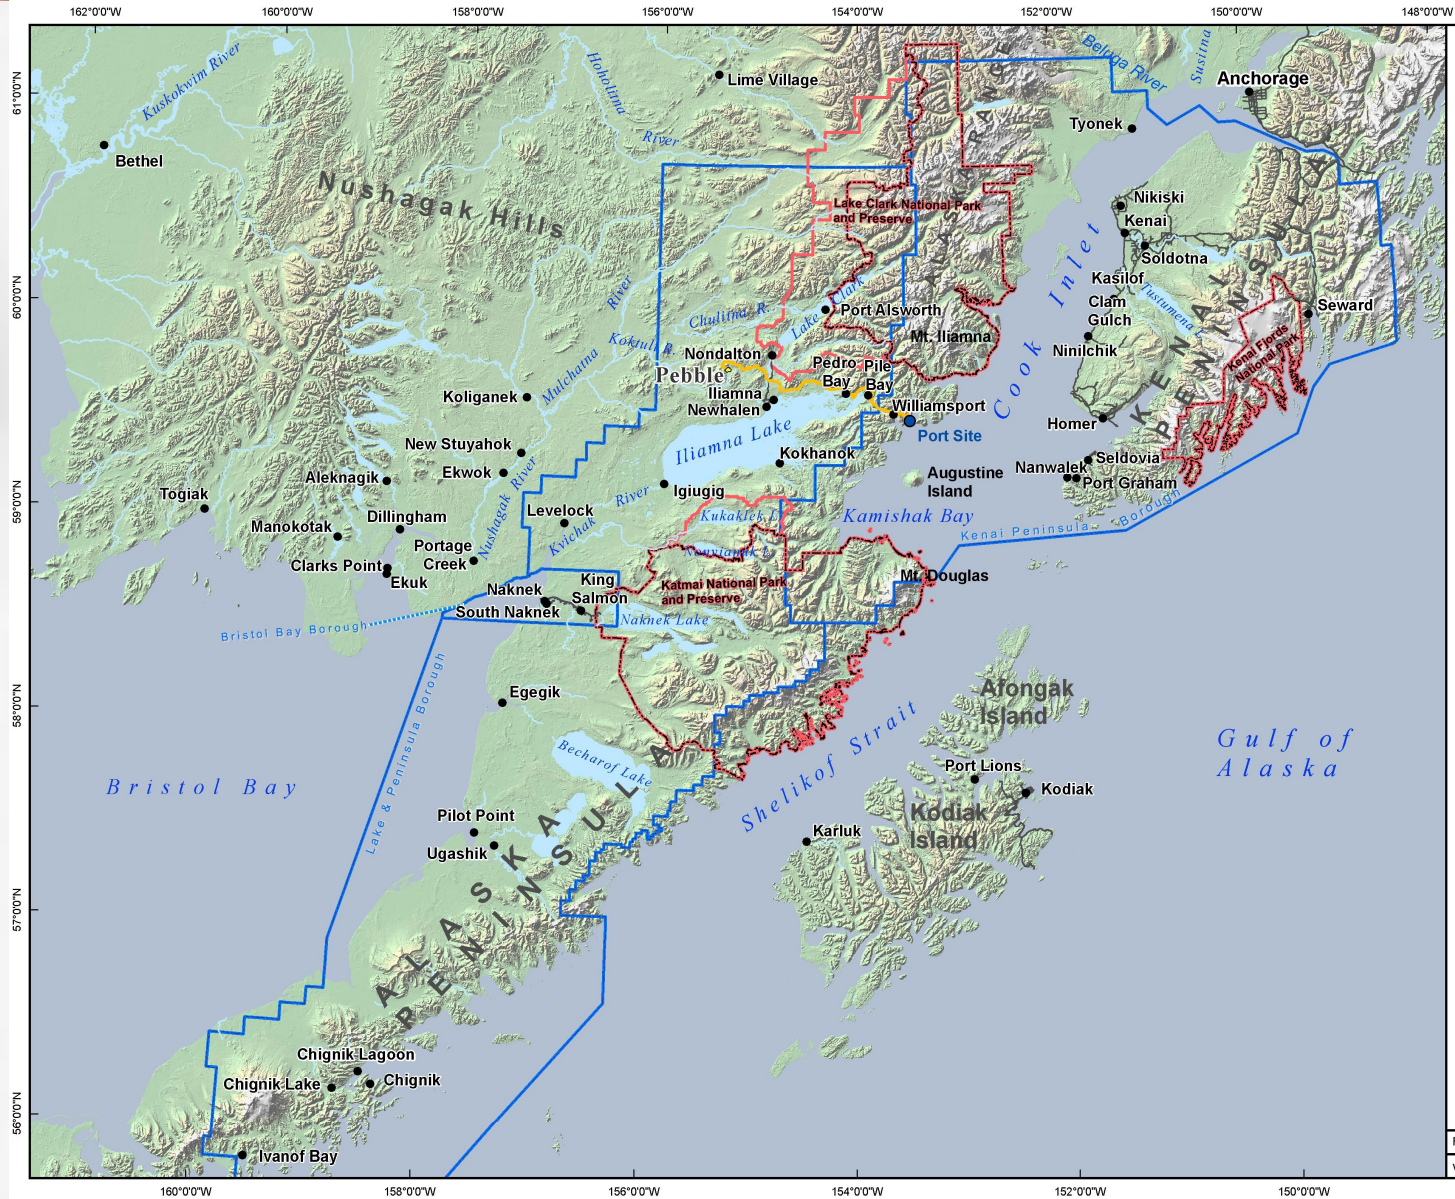 162°0'0"W
160°0'0"W
158°0'0"W
156°0'0"W
154°0'0"W
152°0'0"W
150°0'0"W
148°0'0"W
61°0'0"N
60°0'0"N
59°0'0"N
58°0'0"N
57°0'0"N
56°0'0"N
Kuskokwim River
Hoholitna
River
Lime Village
Beluga River
Susitna
Anchorage
Tyonek
Bethel
Nushagak Hills
ALASKA RANGE
Lake Clark National Park
and Preserve
Nikiski
Kenai
Soldotna
Cook Inlet
Kasilof
Clam
Gulch
Tustumena L.
Ninilchik
KENAI
PENINSULA
Kenai Fjords
National Park
Seward
River
Mulchatna
Chulitna R.
Koktuli R.
Lake Clark
Port Alsworth
Mt. Iliamna
Nondalton
Pebble
Pedro
Bay
Pile
Bay
Iliamna
Newhalen
Williamsport
Port Site
Iliamna Lake
Kokhanok
Koliganek
New Stuyahok
Ekwok
Aleknagik
Togiak
Manokotak
Dillingham
Nushagak River
Levelock
Igiugig
Kvichak River
Portage
Creek
Clarks Point
Ekuk
Homer
Nanwalek
Seldovia
Port Graham
Augustine
Island
Kamishak Bay
Kenai Peninsula Borough
Kukaklek L.
Nonvianuk L.
Mt. Douglas
Katmai National Park
and Preserve
King
Salmon
Naknek
South Naknek
Naknek Lake
Bristol Bay Borough
Lake & Peninsula Borough
Egegik
Becharof Lake
Afongak
Island
Shelikof Strait
Gulf of
Alaska
Bristol Bay
Port Lions
Kodiak
Kodiak
Island
Karluk
Pilot Point
Ugashik
ALASKA
PENINSULA
Chignik Lagoon
Chignik Lake
Chignik
Ivanof Bay
160°0'0"W
158°0'0"W
156°0'0"W
154°0'0"W
152°0'0"W
150°0'0"W